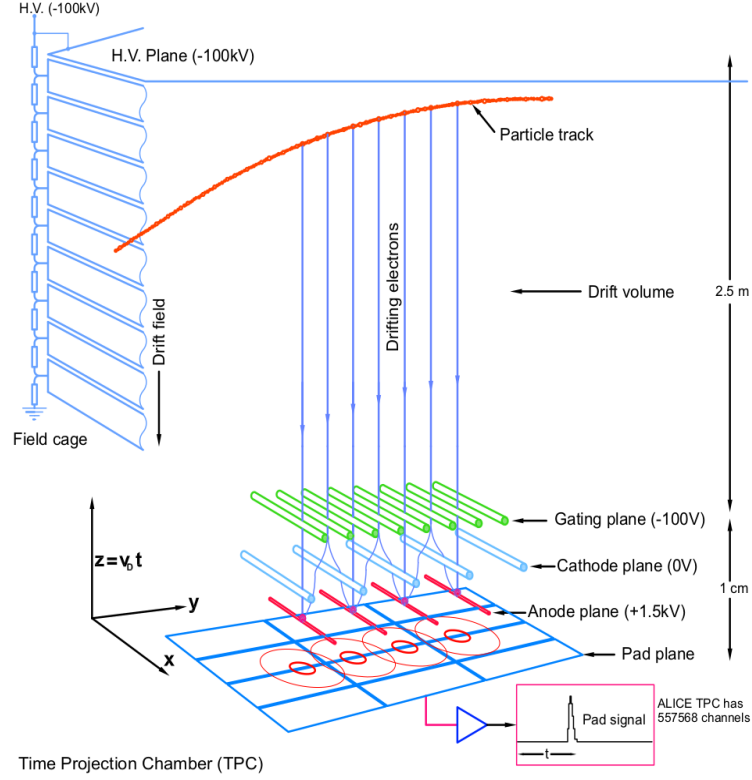 H.V. (-100kV)
H.V. Plane (-100kV)
Particle track
Drifting electrons
Drift volume
2.5 m
Drift field
Field cage
Gating plane (-100V)
z=v_D t
Cathode plane (0V)
1 cm
y
Anode plane (+1.5kV)
x
Pad plane
Pad signal
ALICE TPC has
557568 channels
t
Time Projection Chamber (TPC)